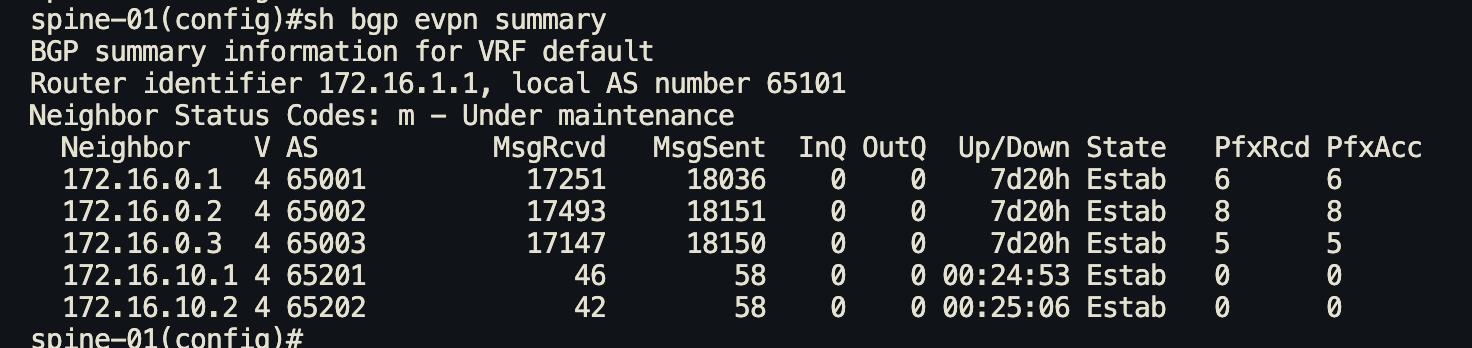 spine-01(config)#sh bgp evpn summary
BGP summary information for VRF default
Router identifier 172.16.1.1, local AS number 65101
Neighbor Status Codes: m - Under maintenance
  Neighbor    V AS           MsgRcvd   MsgSent  InQ OutQ  Up/Down State   PfxRcd PfxAcc
  172.16.0.1  4 65001          17251     18036    0    0    7d20h Estab   6      6
  172.16.0.2  4 65002          17493     18151    0    0    7d20h Estab   8      8
  172.16.0.3  4 65003          17147     18150    0    0    7d20h Estab   5      5
  172.16.10.1 4 65201             46        58    0    0 00:24:53 Estab   0      0
  172.16.10.2 4 65202             42        58    0    0 00:25:06 Estab   0      0
spine-01(config)#